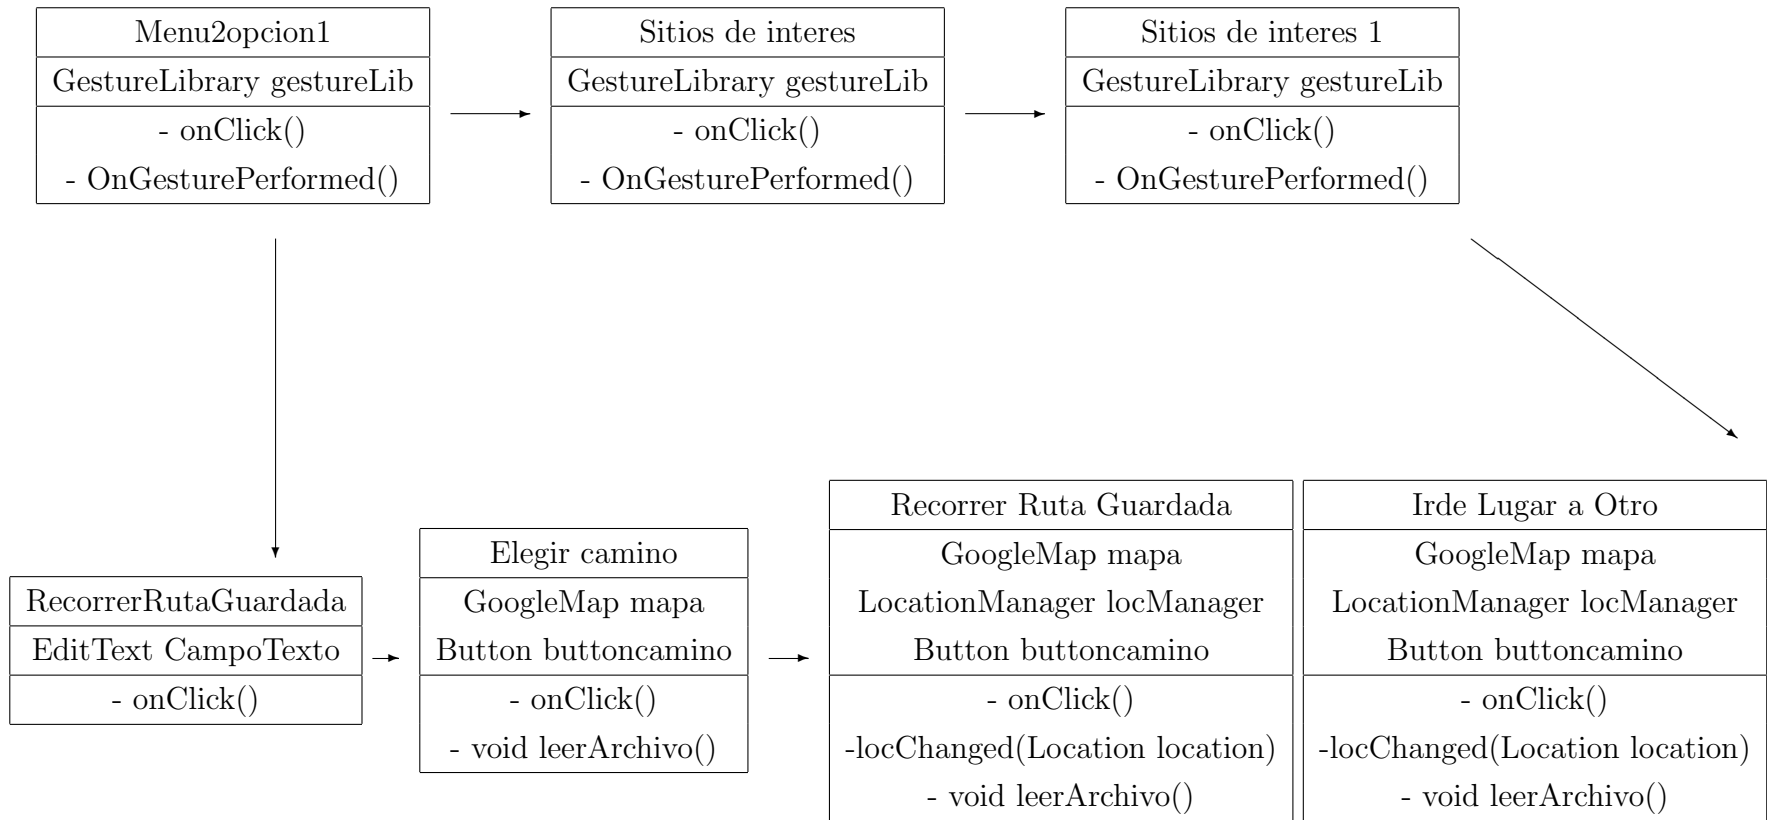 Menu2opcion1
GestureLibrary gestureLib
- onClick()
- OnGesturePerformed()
Sitios de interes
GestureLibrary gestureLib
- onClick()
- OnGesturePerformed()
Sitios de interes 1
GestureLibrary gestureLib
- onClick()
- OnGesturePerformed()
RecorrerRutaGuardada
EditText CampoTexto
- onClick()
Elegir camino
GoogleMap mapa
Button buttoncamino
- onClick()
- void leerArchivo()
Recorrer Ruta Guardada
GoogleMap mapa
LocationManager locManager
Button buttoncamino
- onClick()
-locChanged(Location location)
- void leerArchivo()
Irde Lugar a Otro
GoogleMap mapa
LocationManager locManager
Button buttoncamino
- onClick()
-locChanged(Location location)
- void leerArchivo()